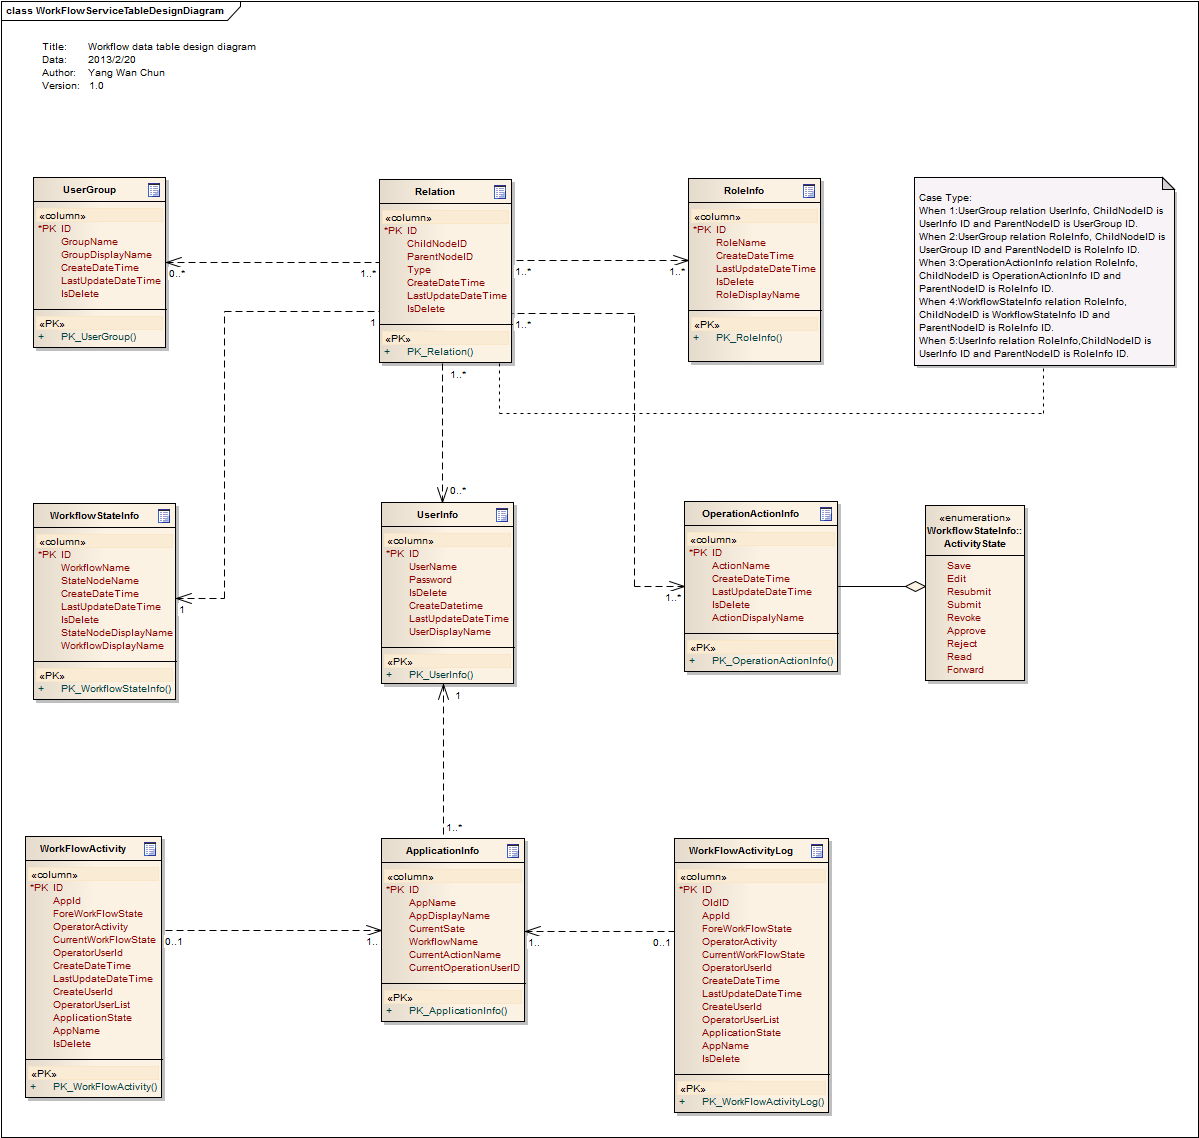 class WorkFlowServiceTableDesignDiagram
Title: Workflow data table design diagram
Data: 2013/2/20
Author: Yang Wan Chun
Version: 1.0
UserGroup
«column»
*PK ID
GroupName
GroupDisplayName
CreateDateTime
LastUpdateDateTime
IsDelete
«PK»
+ PK_UserGroup()
0..*
1..*
Relation
«column»
*PK ID
ChildNodeID
ParentNodeID
Type
CreateDateTime
LastUpdateDateTime
IsDelete
«PK»
+ PK_Relation()
1..*
1..*
RoleInfo
«column»
*PK ID
RoleName
CreateDateTime
LastUpdateDateTime
IsDelete
RoleDisplayName
«PK»
+ PK_RoleInfo()
Case Type:
When 1:UserGroup relation UserInfo, ChildNodeID is
UserInfo ID and ParentNodeID is UserGroup ID.
When 2:UserGroup relation RoleInfo, ChildNodeID is
UserGroup ID and ParentNodeID is RoleInfo ID.
When 3:OperationActionInfo relation RoleInfo,
ChildNodeID is OperationActionInfo ID and
ParentNodeID is RoleInfo ID.
When 4:WorkflowStateInfo relation RoleInfo,
ChildNodeID is WorkflowStateInfo ID and
ParentNodeID is RoleInfo ID.
When 5:UserInfo relation RoleInfo,ChildNodeID is
UserInfo ID and ParentNodeID is RoleInfo ID.
1
1..*
1..*
0..*
WorkflowStateInfo
«column»
*PK ID
WorkflowName
StateNodeName
CreateDateTime
LastUpdateDateTime
IsDelete
StateNodeDisplayName
WorkflowDisplayName
«PK»
+ PK_WorkflowStateInfo()
1
UserInfo
«column»
*PK ID
UserName
Password
IsDelete
CreateDatetime
LastUpdateDateTime
UserDisplayName
«PK»
+ PK_UserInfo()
1..*
OperationActionInfo
«column»
*PK ID
ActionName
CreateDateTime
LastUpdateDateTime
IsDelete
ActionDispalyName
«PK»
+ PK_OperationActionInfo()
«enumeration»
WorkflowStateInfo::
ActivityState
Save
Edit
Resubmit
Submit
Revoke
Approve
Reject
Read
Forward
1
1..*
WorkFlowActivity
«column»
*PK ID
AppId
ForeWorkFlowState
OperatorActivity
CurrentWorkFlowState
OperatorUserId
CreateDateTime
LastUpdateDateTime
CreateUserId
OperatorUserList
ApplicationState
AppName
IsDelete
«PK»
+ PK_WorkFlowActivity()
0..1
1..
ApplicationInfo
«column»
*PK ID
AppName
AppDisplayName
CurrentSate
WorkflowName
CurrentActionName
CurrentOperationUserID
«PK»
+ PK_ApplicationInfo()
1..
0..1
WorkFlowActivityLog
«column»
*PK ID
OldID
AppId
ForeWorkFlowState
OperatorActivity
CurrentWorkFlowState
OperatorUserId
CreateDateTime
LastUpdateDateTime
CreateUserId
OperatorUserList
ApplicationState
AppName
IsDelete
«PK»
+ PK_WorkFlowActivityLog()